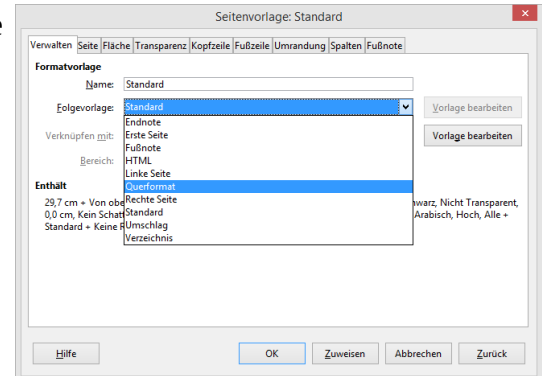 e
Seitenvorlage: Standard
Verwalten Seite Fläche Transparenz Kopfzeile Fußzeile Umrandung Spalten Fußnote
Formatvorlage
Name: Standard
Folgevorlage: Standard Vorlage bearbeiten
Endnote
Verknüpfen mit: Erste Seite Vorlage bearbeiten
Fußnote
Bereich: HTML
Linke Seite
Enthält Querformat
29,7 cm + Von obe Rechte Seite warz, Nicht Transparent,
0,0 cm, Kein Schatt Standard Arabisch, Hoch, Alle +
Standard + Keine Umschlag
Verzeichnis
Hilfe OK Zuweisen Abbrechen Zurück